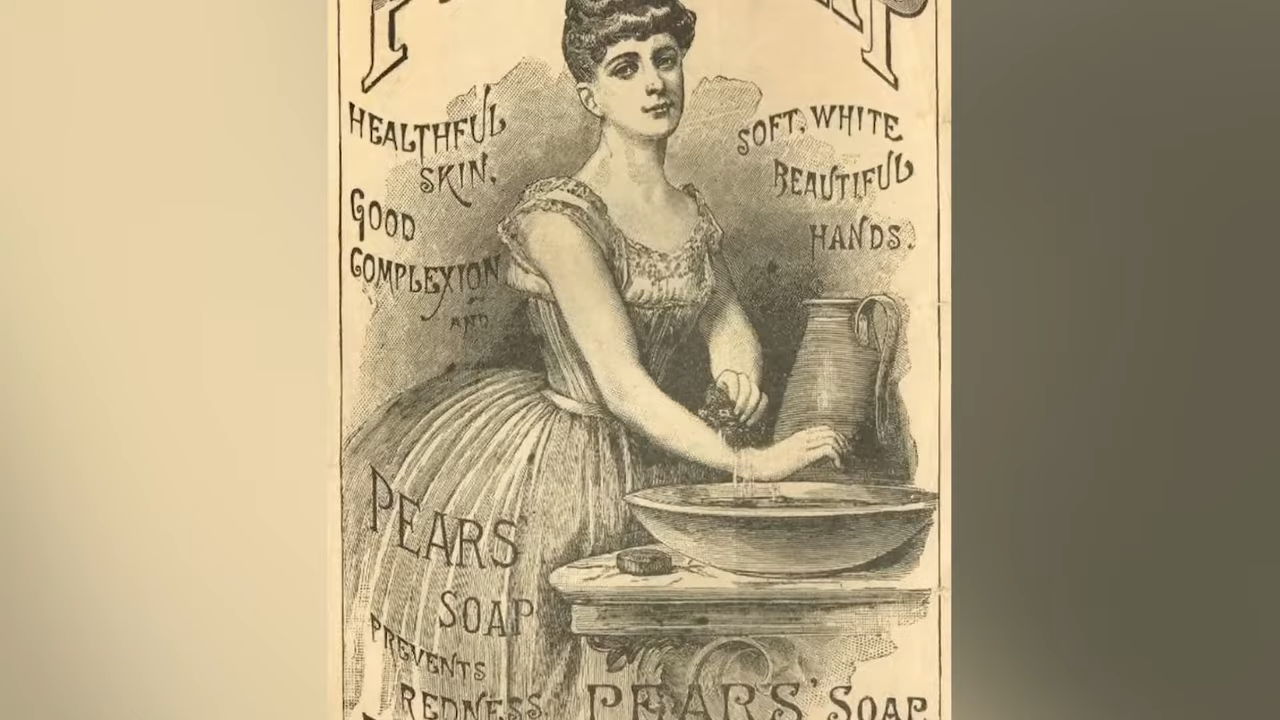 HEALTHFUL
SKIN.
GOOD
COMPLEXION
AND
SOFT, WHITE
BEAUTIFUL
HANDS.
PEARS'
SOAP
PREVENTS
REDNESS.
PEARS' SOAP